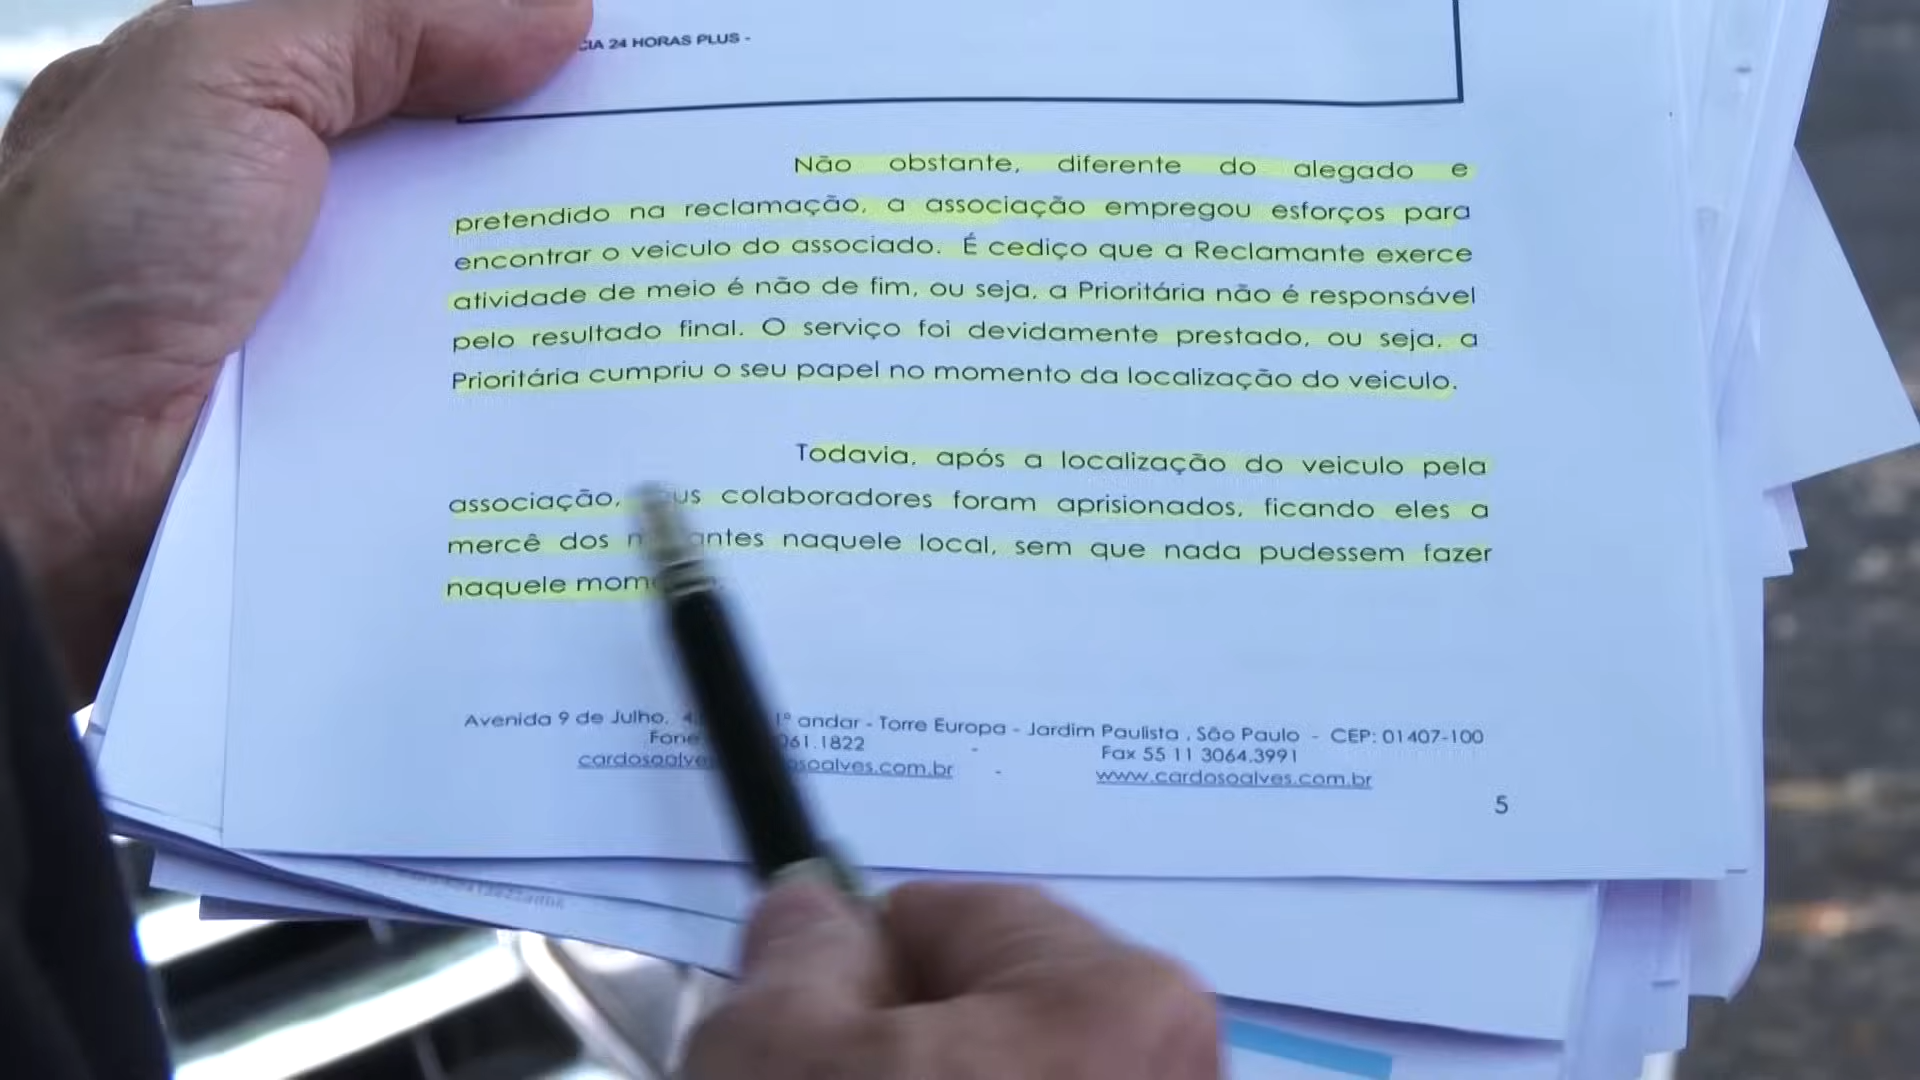 24 HORAS PLUS -
Não obstante, diferente do alegado e
pretendido na reclamação, a associação empregou esforços para
encontrar o veiculo do associado. É cediço que a Reclamante exerce
atividade de meio é não de fim, ou seja, a Prioritária não é responsável
pelo resultado final. O serviço foi devidamente prestado, ou seja, a
Prioritária cumpriu o seu papel no momento da localização do veiculo.
Todavia, após a localização do veiculo pela
associação, colaboradores foram aprisionados, ficando eles a
mercê dos naquele local, sem que nada pudessem fazer
naquele
Avenida 9 de Julho, andar - Torre Europa - Jardim Paulista , São Paulo - CEP: 01407-100
Fone 061.1822 - Fax 55 11 3064.3991
- www.cardosoalves.com.br
5